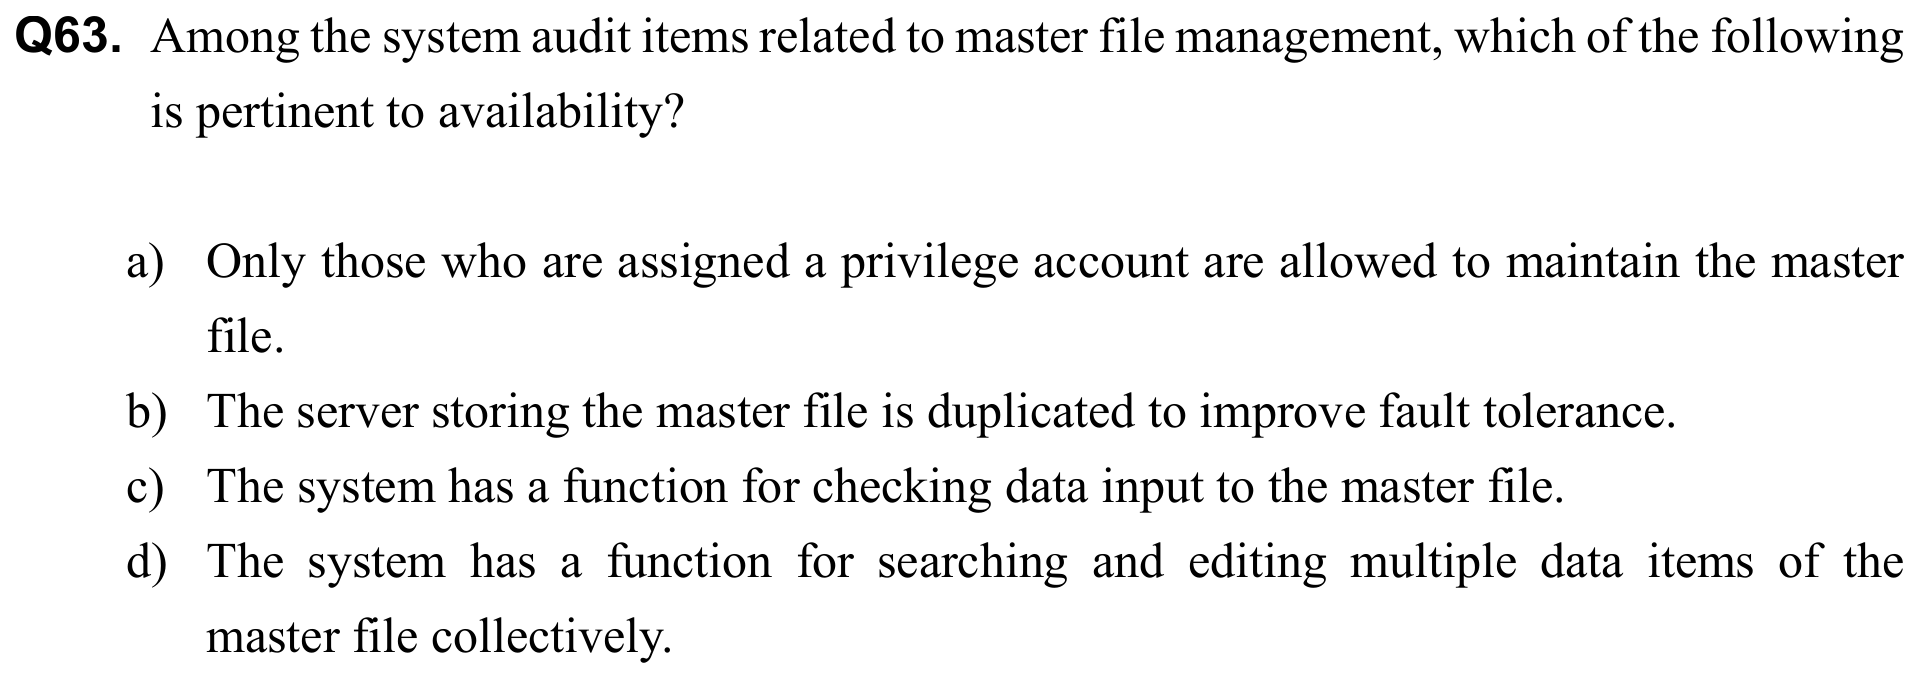 Q63. Among the system audit items related to master file management, which of the following
is pertinent to availability?
a) Only those who are assigned a privilege account are allowed to maintain the master
file.
b) The server storing the master file is duplicated to improve fault tolerance.
c) The system has a function for checking data input to the master file.
d) The system has a function for searching and editing multiple data items of the
master file collectively.